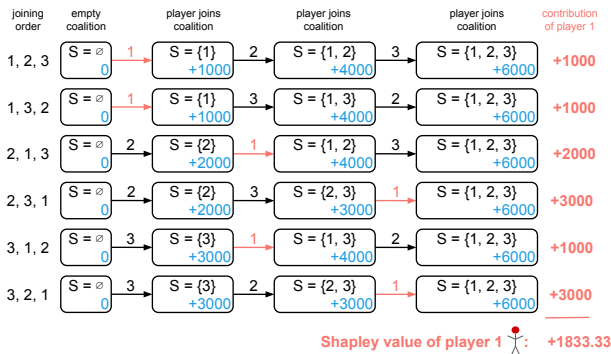 joining order empty coalition player joins coalition player joins coalition player joins coalition contribution of player 1
1, 2, 3 S = ∅ 0 1 S = {1} +1000 2 S = {1, 2} +4000 3 S = {1, 2, 3} +6000 +1000
1, 3, 2 S = ∅ 0 1 S = {1} +1000 3 S = {1, 3} +4000 2 S = {1, 2, 3} +6000 +1000
2, 1, 3 S = ∅ 0 2 S = {2} +2000 1 S = {1, 2} +4000 3 S = {1, 2, 3} +6000 +2000
2, 3, 1 S = ∅ 0 2 S = {2} +2000 3 S = {2, 3} +3000 1 S = {1, 2, 3} +6000 +3000
3, 1, 2 S = ∅ 0 3 S = {3} +3000 1 S = {1, 3} +4000 2 S = {1, 2, 3} +6000 +1000
3, 2, 1 S = ∅ 0 3 S = {3} +3000 2 S = {2, 3} +3000 1 S = {1, 2, 3} +6000 +3000
Shapley value of player 1 : +1833.33